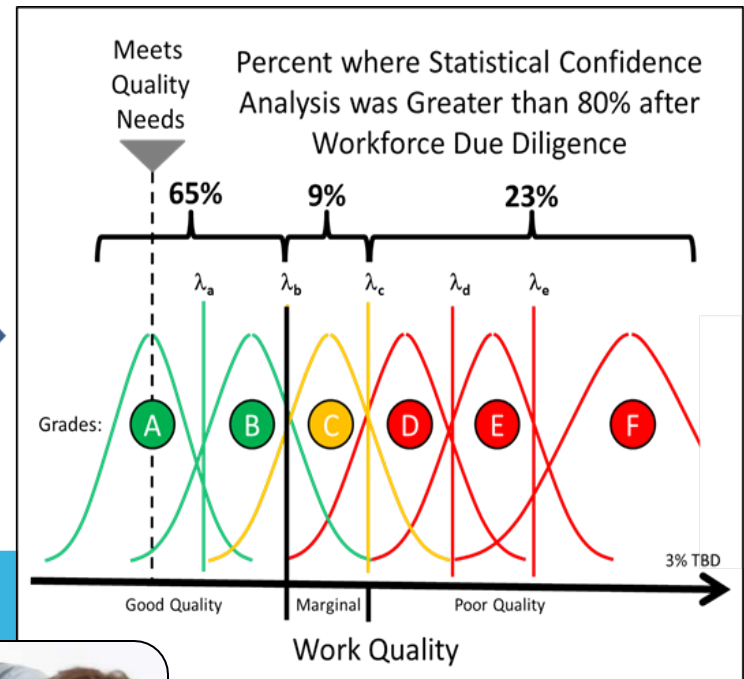 Meets
Quality
Needs
Percent where Statistical Confidence
Analysis was Greater than 80% after
Workforce Due Diligence
65%
9%
23%
λa
λb
λc
λd
λe
Grades:
A
B
C
D
E
F
3% TBD
Good Quality
Marginal
Poor Quality
Work Quality